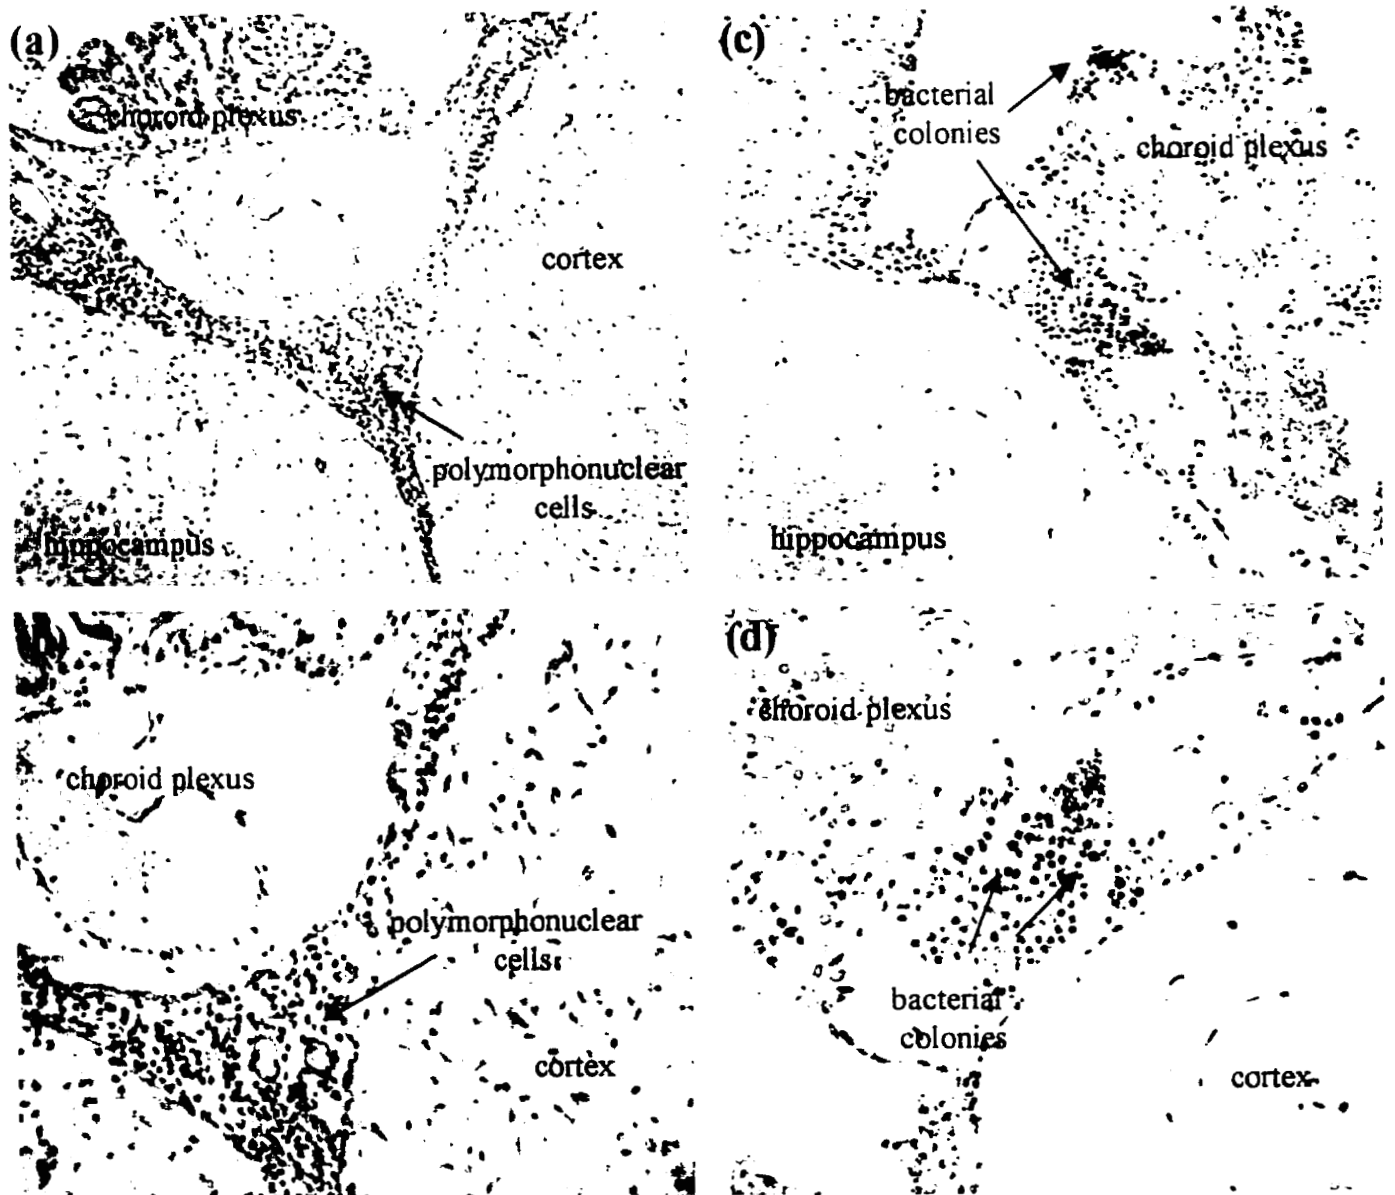 (a)
choroid plexus
cortex
polymorphonuclear
cells
hippocampus
(c)
bacterial
colonies
choroid plexus
hippocampus
choroid plexus
polymorphonuclear
cells
cortex
(d)
choroid plexus
bacterial
colonies
cortex